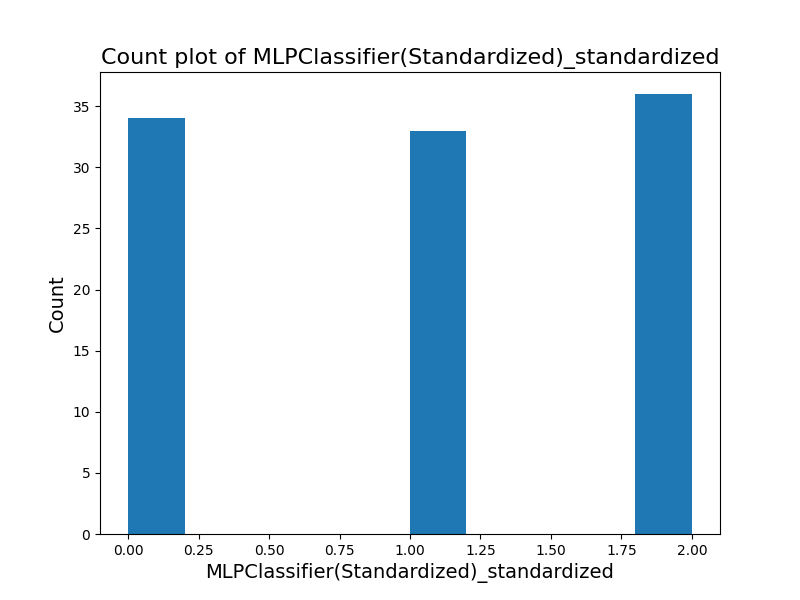 Count plot of MLPClassifier(Standardized)_standardized
35
30
25
20
15
10
5
0
Count
0.00 0.25 0.50 0.75 1.00 1.25 1.50 1.75 2.00
MLPClassifier(Standardized)_standardized